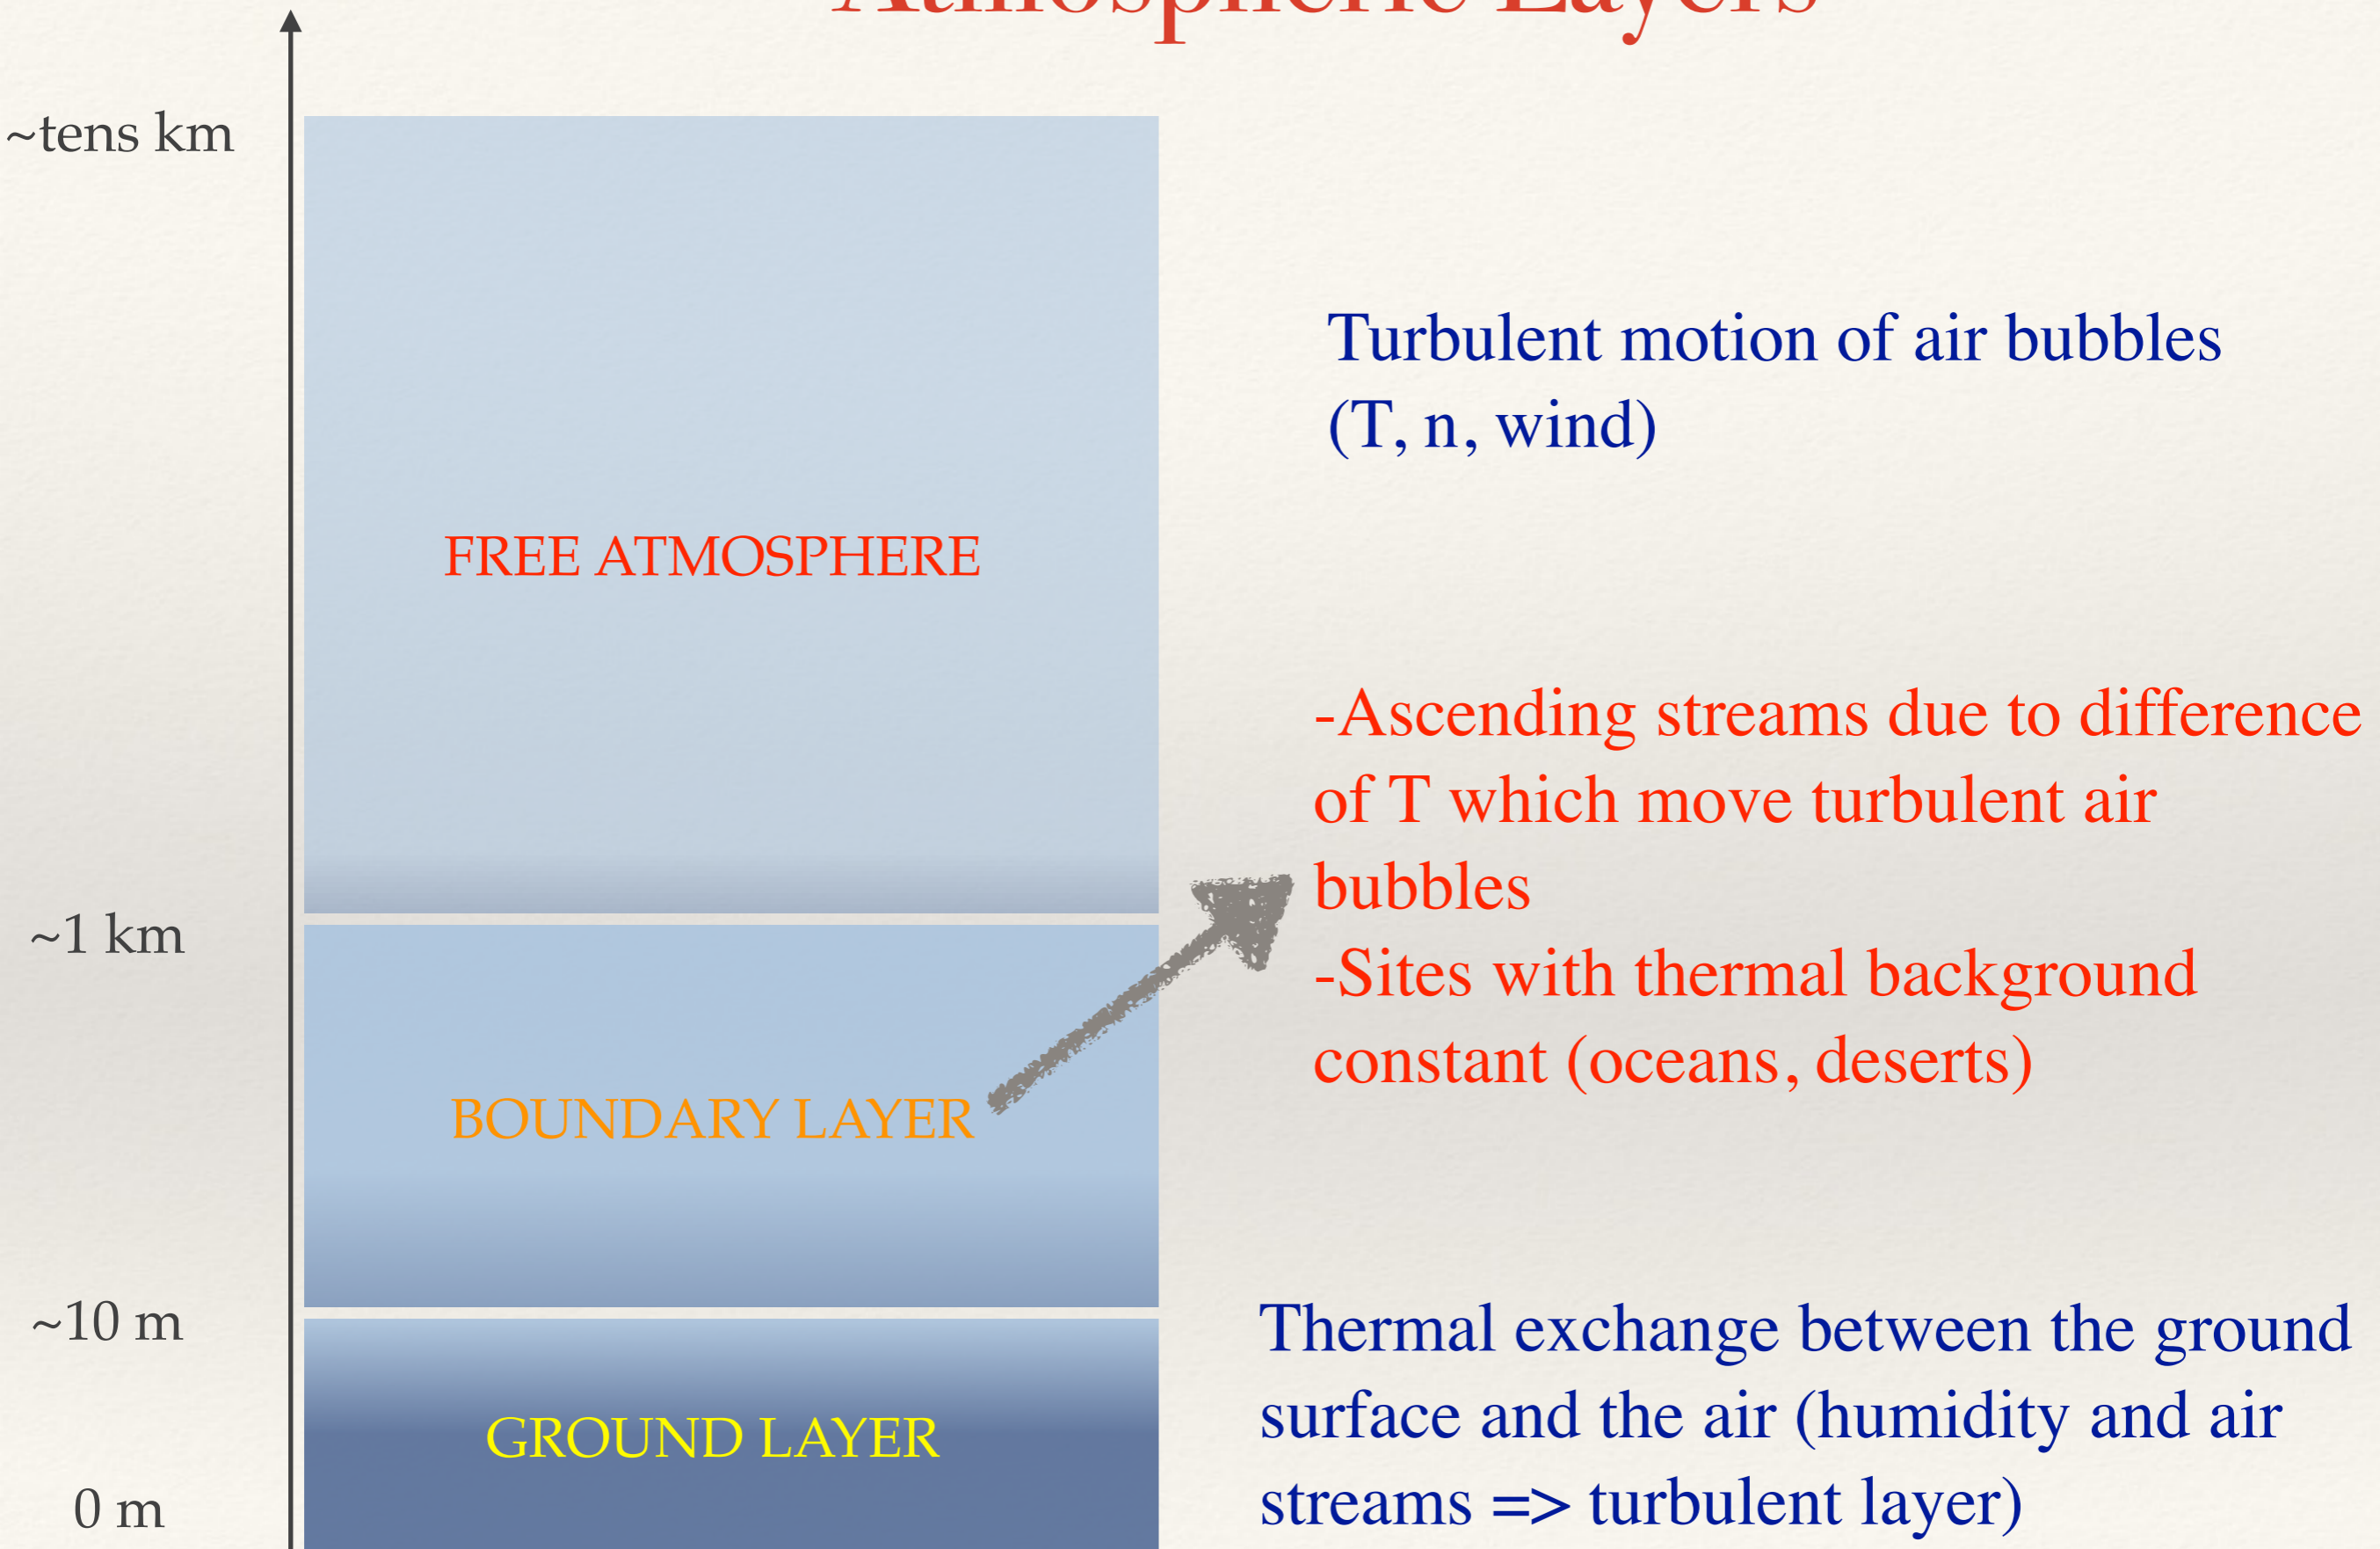 Atmospheric Layers
~tens km
Turbulent motion of air bubbles
(T, n, wind)
FREE ATMOSPHERE
-Ascending streams due to difference
of T which move turbulent air
bubbles
-Sites with thermal background
constant (oceans, deserts)
~1 km
BOUNDARY LAYER
~10 m
Thermal exchange between the ground
surface and the air (humidity and air
streams => turbulent layer)
GROUND LAYER
0 m